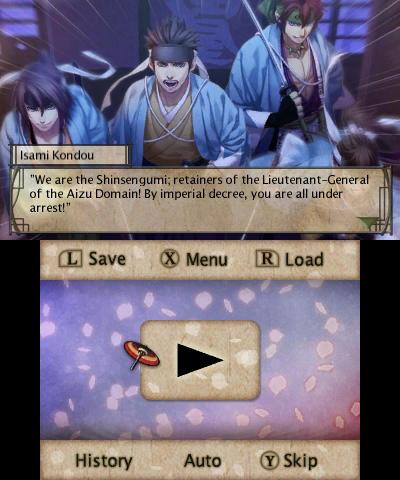 Isami Kondou
"We are the Shinsengumi; retainers of the Lieutenant-General
of the Aizu Domain! By imperial decree, you are all under
arrest!"
L Save
X Menu
R Load
History
Auto
Y Skip